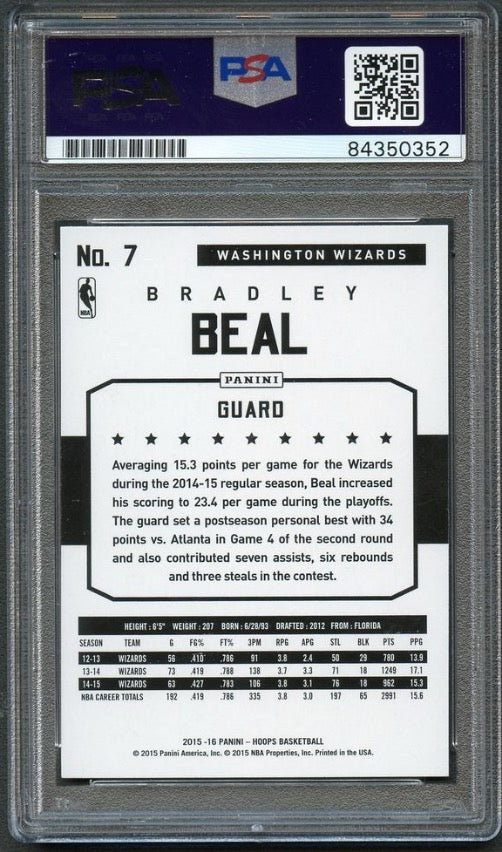 PSA
PSA
84350352
No. 7
WASHINGTON WIZARDS
NBA
BRADLEY
BEAL
PANINI
GUARD
Averaging 15.3 points per game for the Wizards
during the 2014-15 regular season, Beal increased
his scoring to 23.4 per game during the playoffs.
The guard set a postseason personal best with 34
points vs. Atlanta in Game 4 of the second round
and also contributed seven assists, six rebounds
and three steals in the contest.
HEIGHT: 6'5" WEIGHT: 207 BORN: 6/28/93 DRAFTED: 2012 FROM: FLORIDA
SEASON TEAM G FG% FT% 3PM RPG APG STL BLK PTS PPG
12-13 WIZARDS 56 .410 .786 91 3.8 2.4 50 29 780 13.9
13-14 WIZARDS 73 .419 .788 138 3.7 3.3 71 18 1249 17.1
14-15 WIZARDS 63 .427 .783 106 3.8 3.1 76 18 962 15.3
NBA CAREER TOTALS 192 .419 .786 335 3.8 3.0 197 65 2991 15.6
2015-16 PANINI - HOOPS BASKETBALL
© 2015 Panini America, Inc. © 2015 NBA Properties, Inc. Printed in the USA.